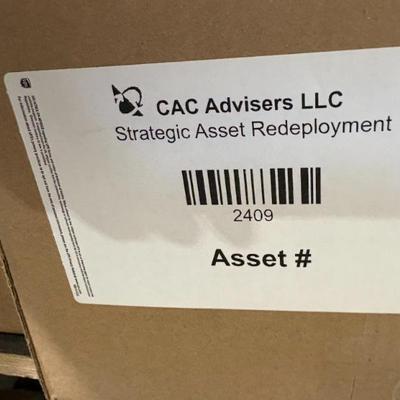 CAC Advisers LLC
Strategic Asset Redeployment
2409
Asset #